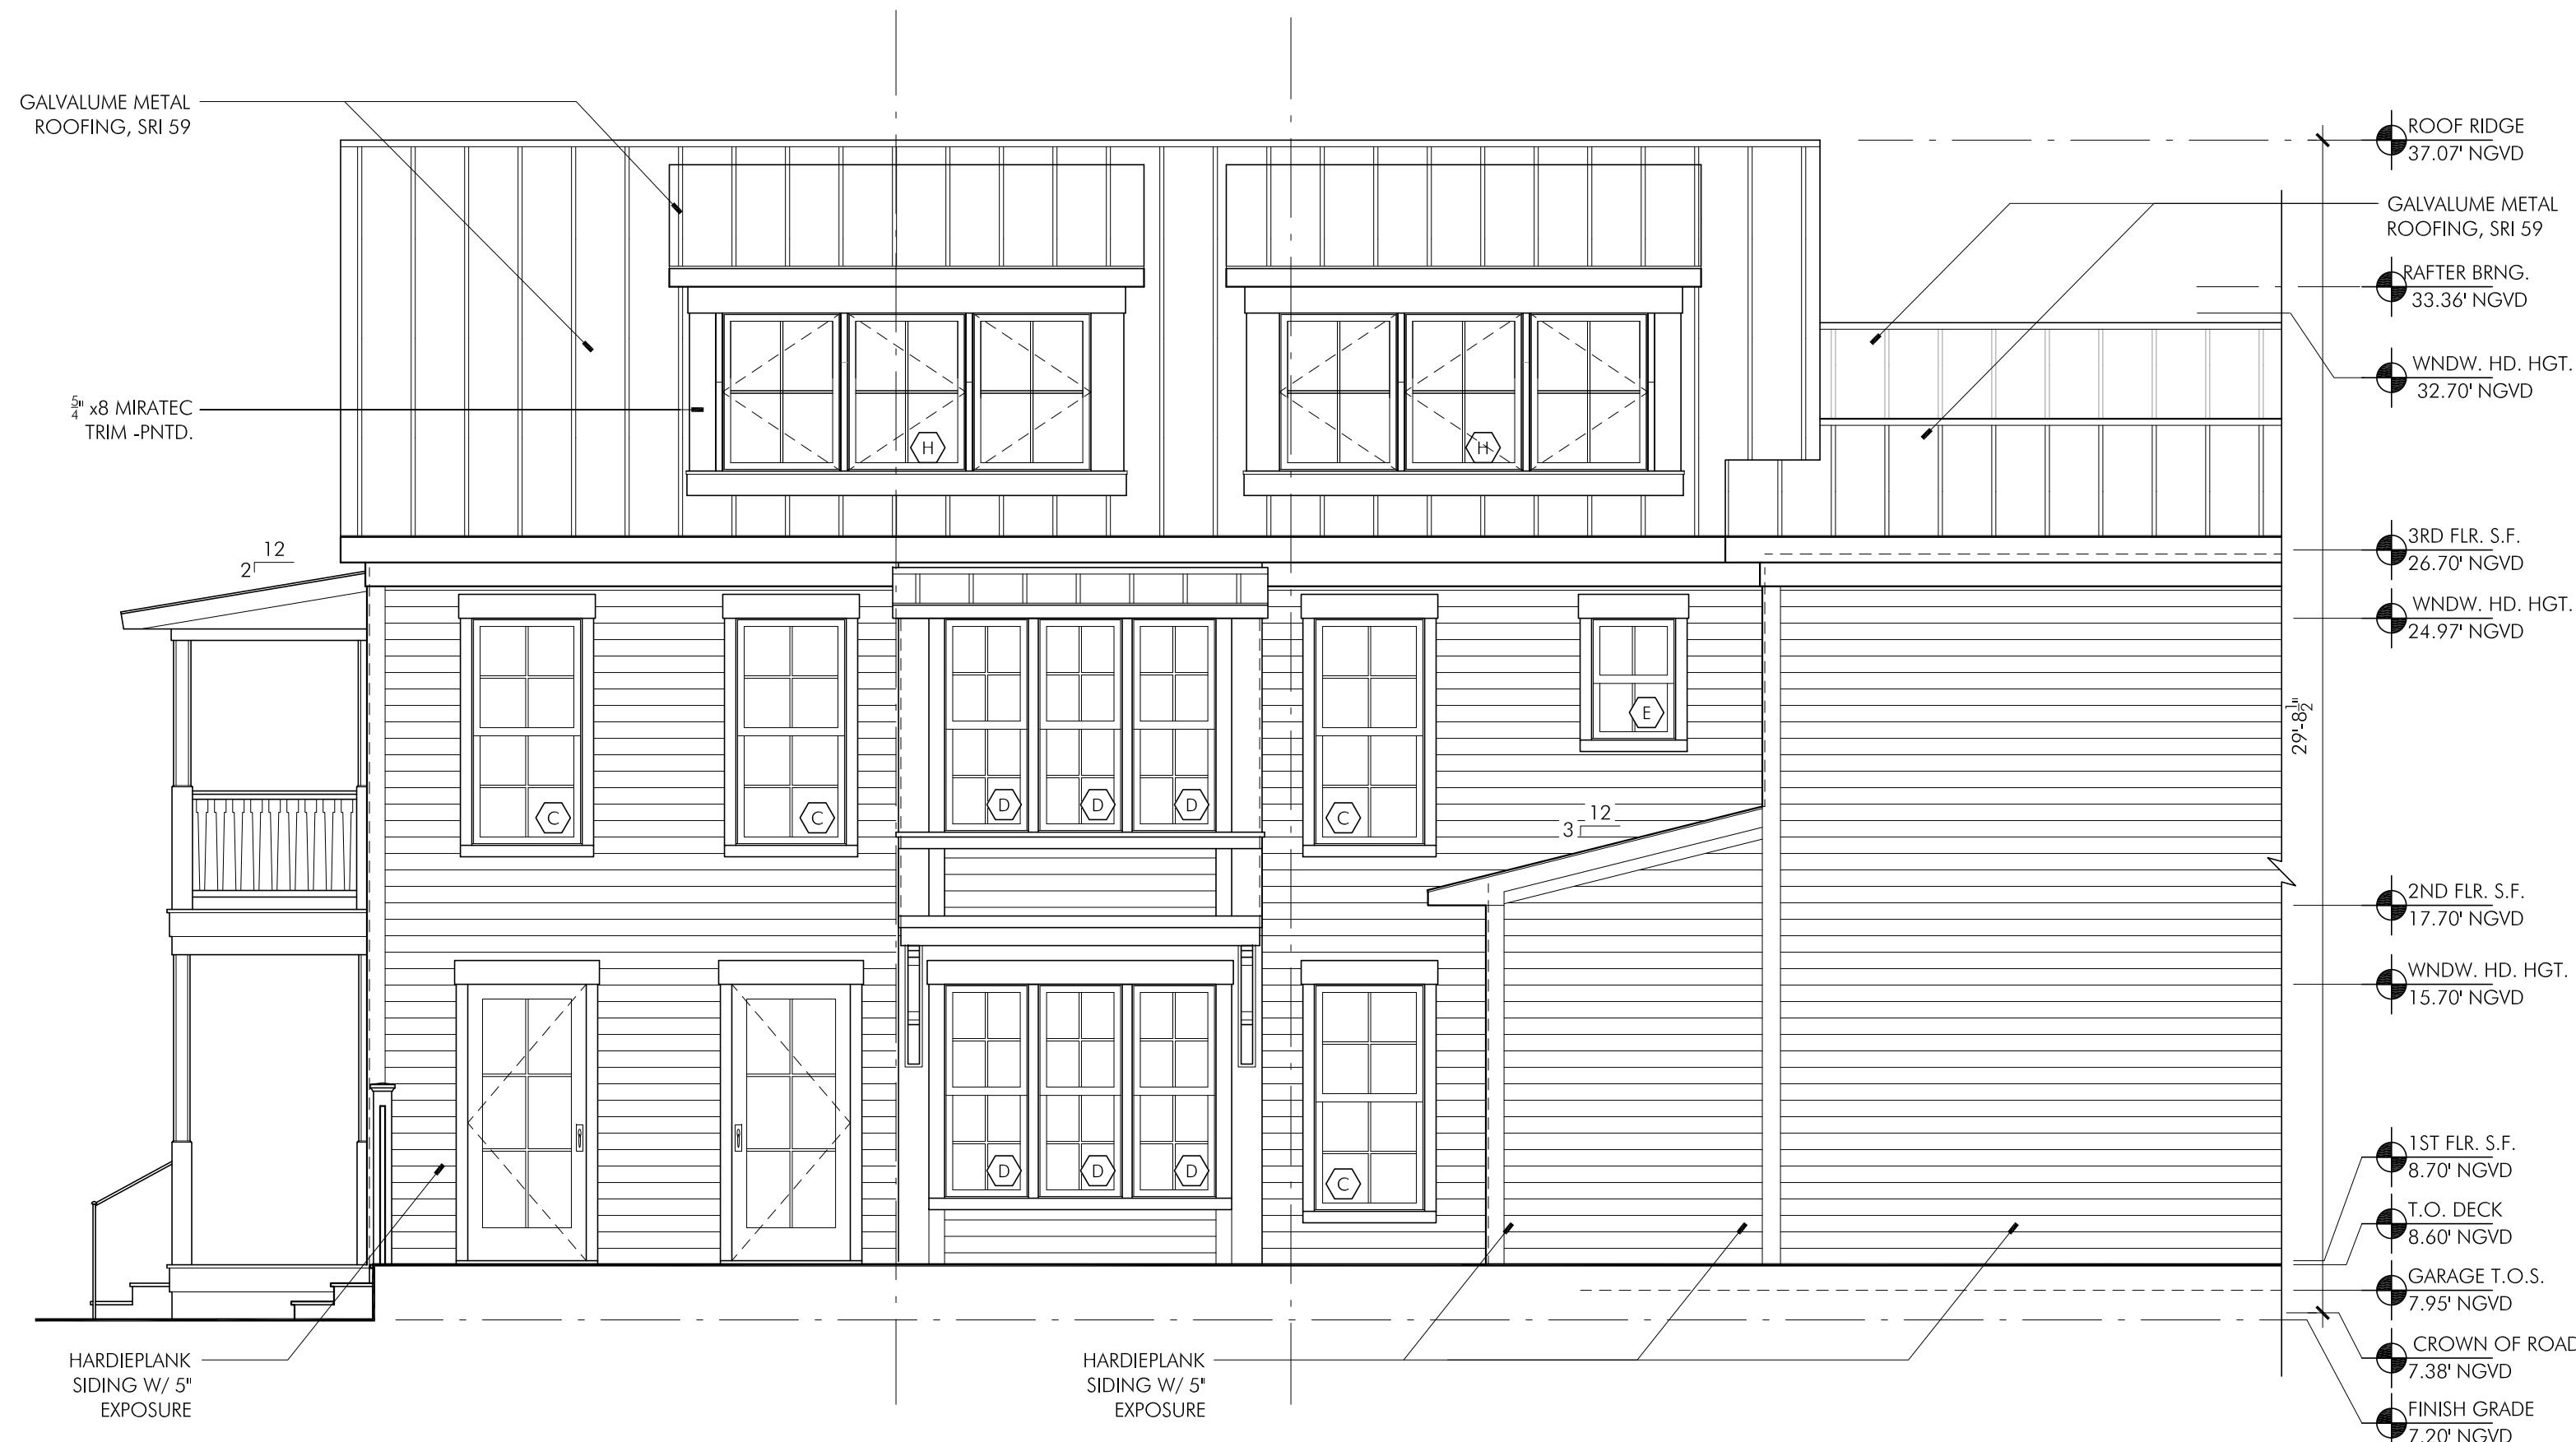 GALVALUME METAL
ROOFING, SRI 59
5/4" x8 MIRATEC
TRIM -PNTD.
12
2
H
H
C
C
D
D
D
C
E
12
3
D
D
D
C
HARDIEPLANK
SIDING W/ 5"
EXPOSURE
HARDIEPLANK
SIDING W/ 5"
EXPOSURE
29'-8 1/2"
ROOF RIDGE
37.07' NGVD
GALVALUME METAL
ROOFING, SRI 59
RAFTER BRNG.
33.36' NGVD
WNDW. HD. HGT.
32.70' NGVD
3RD FLR. S.F.
26.70' NGVD
WNDW. HD. HGT.
24.97' NGVD
2ND FLR. S.F.
17.70' NGVD
WNDW. HD. HGT.
15.70' NGVD
1ST FLR. S.F.
8.70' NGVD
T.O. DECK
8.60' NGVD
GARAGE T.O.S.
7.95' NGVD
CROWN OF ROAD
7.38' NGVD
FINISH GRADE
7.20' NGVD